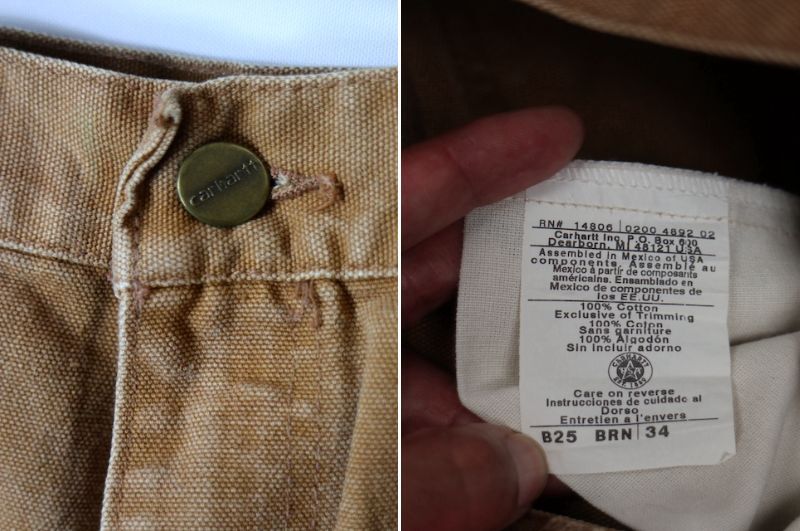 carhartt
RN# 14806 0200 4892 02
Carhartt Inc. P.O. Box 600
Dearborn, MI 48121 USA
Assembled in Mexico of USA
components. Assemblé au
Mexico à partir de composants
américains. Ensamblado en
Mexico de componentes de
los EE.UU.
100% Cotton
Exclusive of Trimming
100% Coton
Sans garniture
100% Algodón
Sin incluir adorno
CARHARTT
Care on reverse
Instrucciones de cuidado al
Dorso
Entretien a l'envers
B25 BRN 34